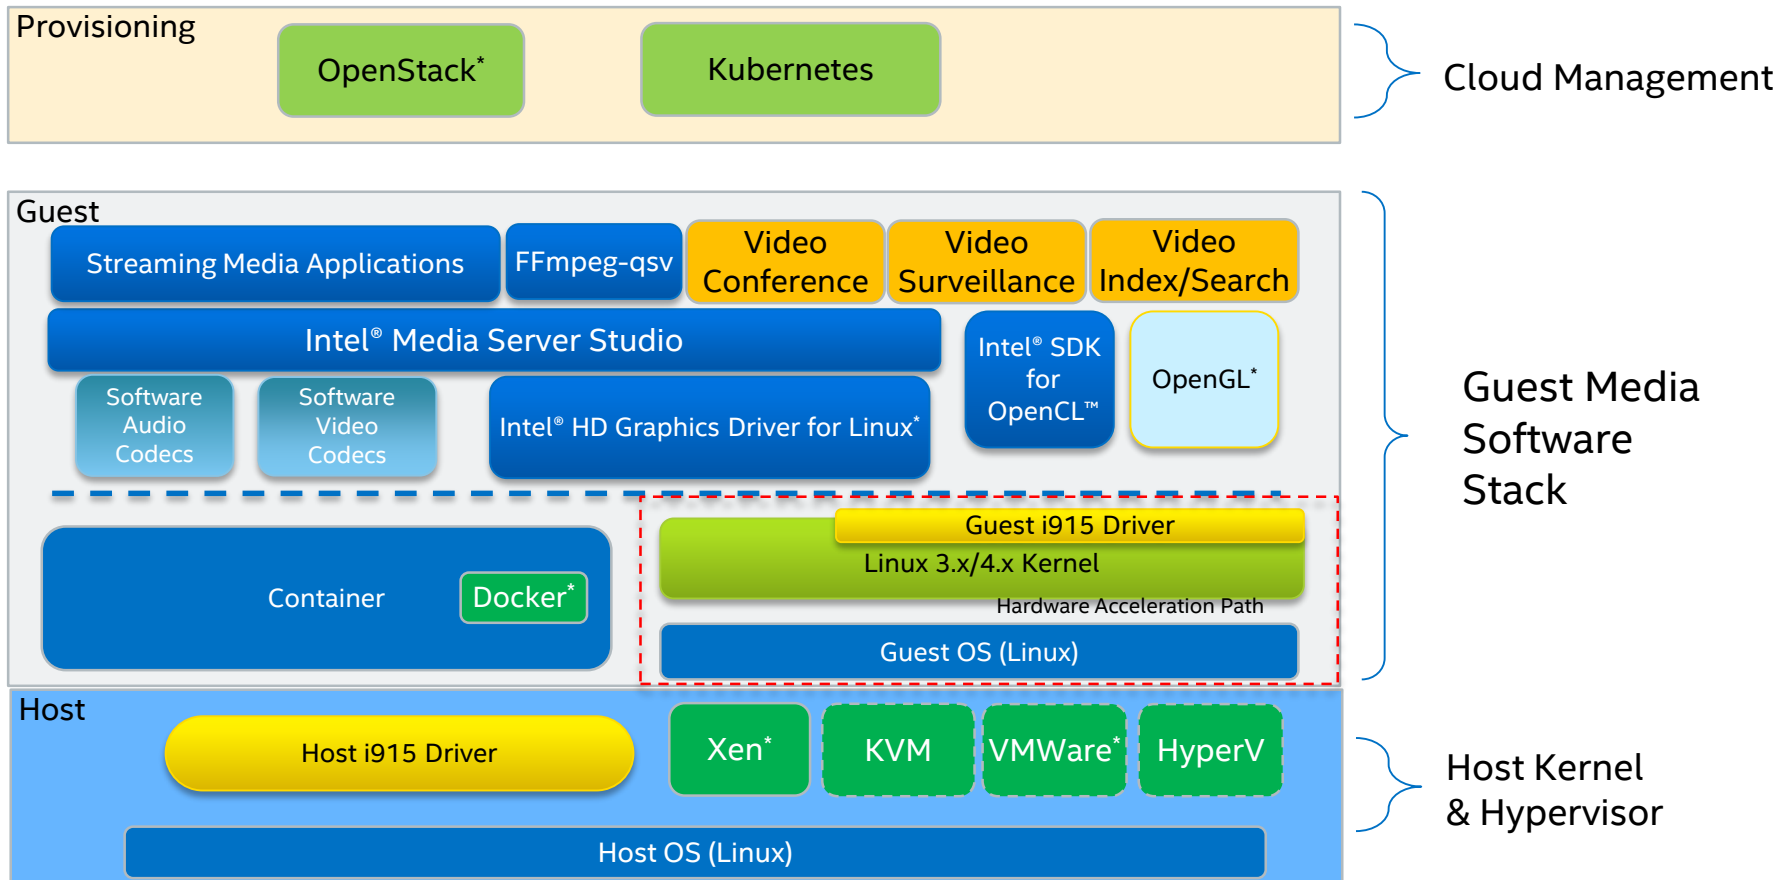 Provisioning
OpenStack*
Kubernetes
Cloud Management
Guest
Streaming Media Applications
FFmpeg-qsv
Video
Conference
Video
Surveillance
Video
Index/Search
Intel® Media Server Studio
Intel® SDK
for
OpenCL™
OpenGL*
Software
Audio
Codecs
Software
Video
Codecs
Intel® HD Graphics Driver for Linux*
Guest Media
Software
Stack
Container
Docker*
Guest i915 Driver
Linux 3.x/4.x Kernel
Hardware Acceleration Path
Guest OS (Linux)
Host
Host i915 Driver
Xen*
KVM
VMWare*
HyperV
Host Kernel
& Hypervisor
Host OS (Linux)